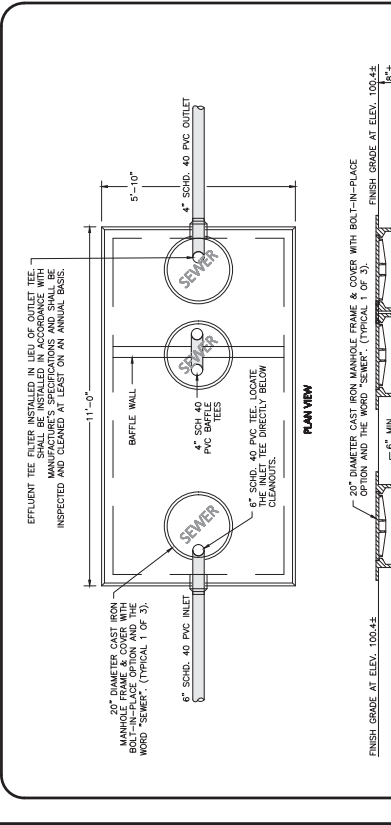 EFFLUENT TEE FILTER INSTALLED IN LIEU OF OUTLET TEE.
SHALL BE INSTALLED IN ACCORDANCE WITH
MANUFACTURE'S SPECIFICATIONS AND SHALL BE
INSPECTED AND CLEANED AT LEAST ON AN ANNUAL BASIS.
11'-0"
5'-10"
20" DIAMETER CAST IRON
MANHOLE FRAME & COVER WITH
BOLT-IN-PLACE OPTION AND THE
WORD "SEWER". (TYPICAL 1 OF 3).
BAFFLE WALL
4" SCHD. 40 PVC OUTLET
SEWER
SEWER
SEWER
4" SCH 40
PVC BAFFLE
TEES
6" SCHD. 40 PVC INLET
6" SCHD. 40 PVC TEE. LOCATE
THE INLET TEE DIRECTLY BELOW
CLEANOUTS.
PLAN VIEW
20" DIAMETER CAST IRON MANHOLE FRAME & COVER WITH BOLT-IN-PLACE
OPTION AND THE WORD "SEWER". (TYPICAL 1 OF 3).
FINISH GRADE AT ELEV. 100.4±
FINISH GRADE AT ELEV. 100.4±
6" MIN
8"±